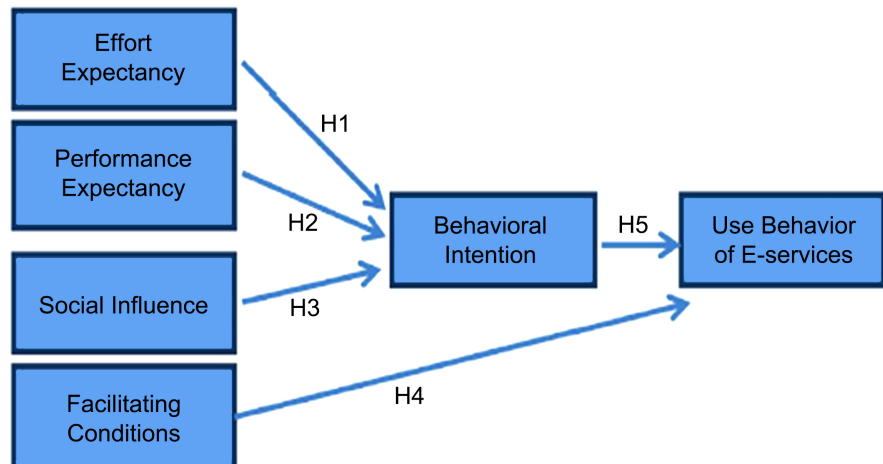 Effort
Expectancy
H1
Performance
Expectancy
H2
Behavioral
Intention
H5
Use Behavior
of E-services
Social Influence
H3
H4
Facilitating
Conditions